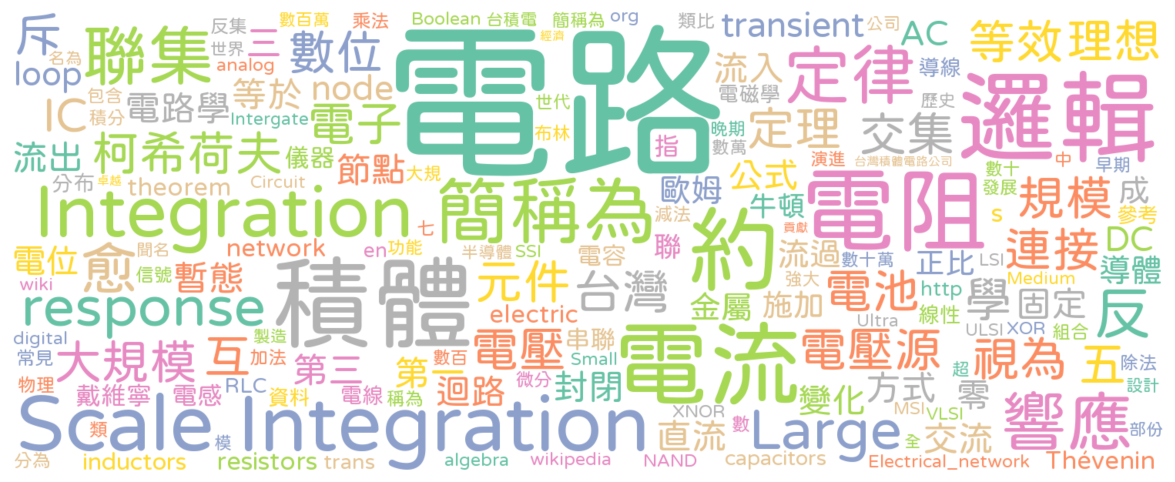 斥 聯集 反集 世界 三 數位 數百萬 乘法 Boolean 台積電 簡稱為 經濟 org 類比 transient 公司 AC 等效 理想
loop 名為 analog 電路 流入 定律 導線
IC 包含 積分 電路學 等於 node Intergate 電子 世代 布林 電磁學 定理 歷史 交集 邏輯
流出 柯希荷夫 儀器 節點 大規 指 晚期 數萬 演進 台灣積體電路公司 數十 中 早期
分布 卓越 theorem Circuit 歐姆 公式 發展 規模 成
Integration 簡稱為 減法 牛頓 電阻 s 參考
電位 愈 聞名 network en 七 功能 半導體 SSI 電容 貢獻 聯 約 流過 數十萬 正比 LSI 連接 DC
wiki 信號 暫態 積體 元件 台灣 強大 Medium 導體
response electric 金屬 施加 電池 http 學 固定 反
digital 製造 串聯 Ultra 線性 ULSI XOR 組合
常見 大規模 互 加法 第三 數百 第一 電壓 Small 電流 電壓源 視為 五 除法
物理 戴維寧 電感 RLC 資料 電線 稱為 迴路 微分 封閉 變化 方式 超 零 設計
Scale Integration XNOR 數 Large MSI VLSI 響應
類 模 直流 全 交流 部份
分為 inductors resistors trans algebra wikipedia NAND capacitors Electrical_network Thévenin